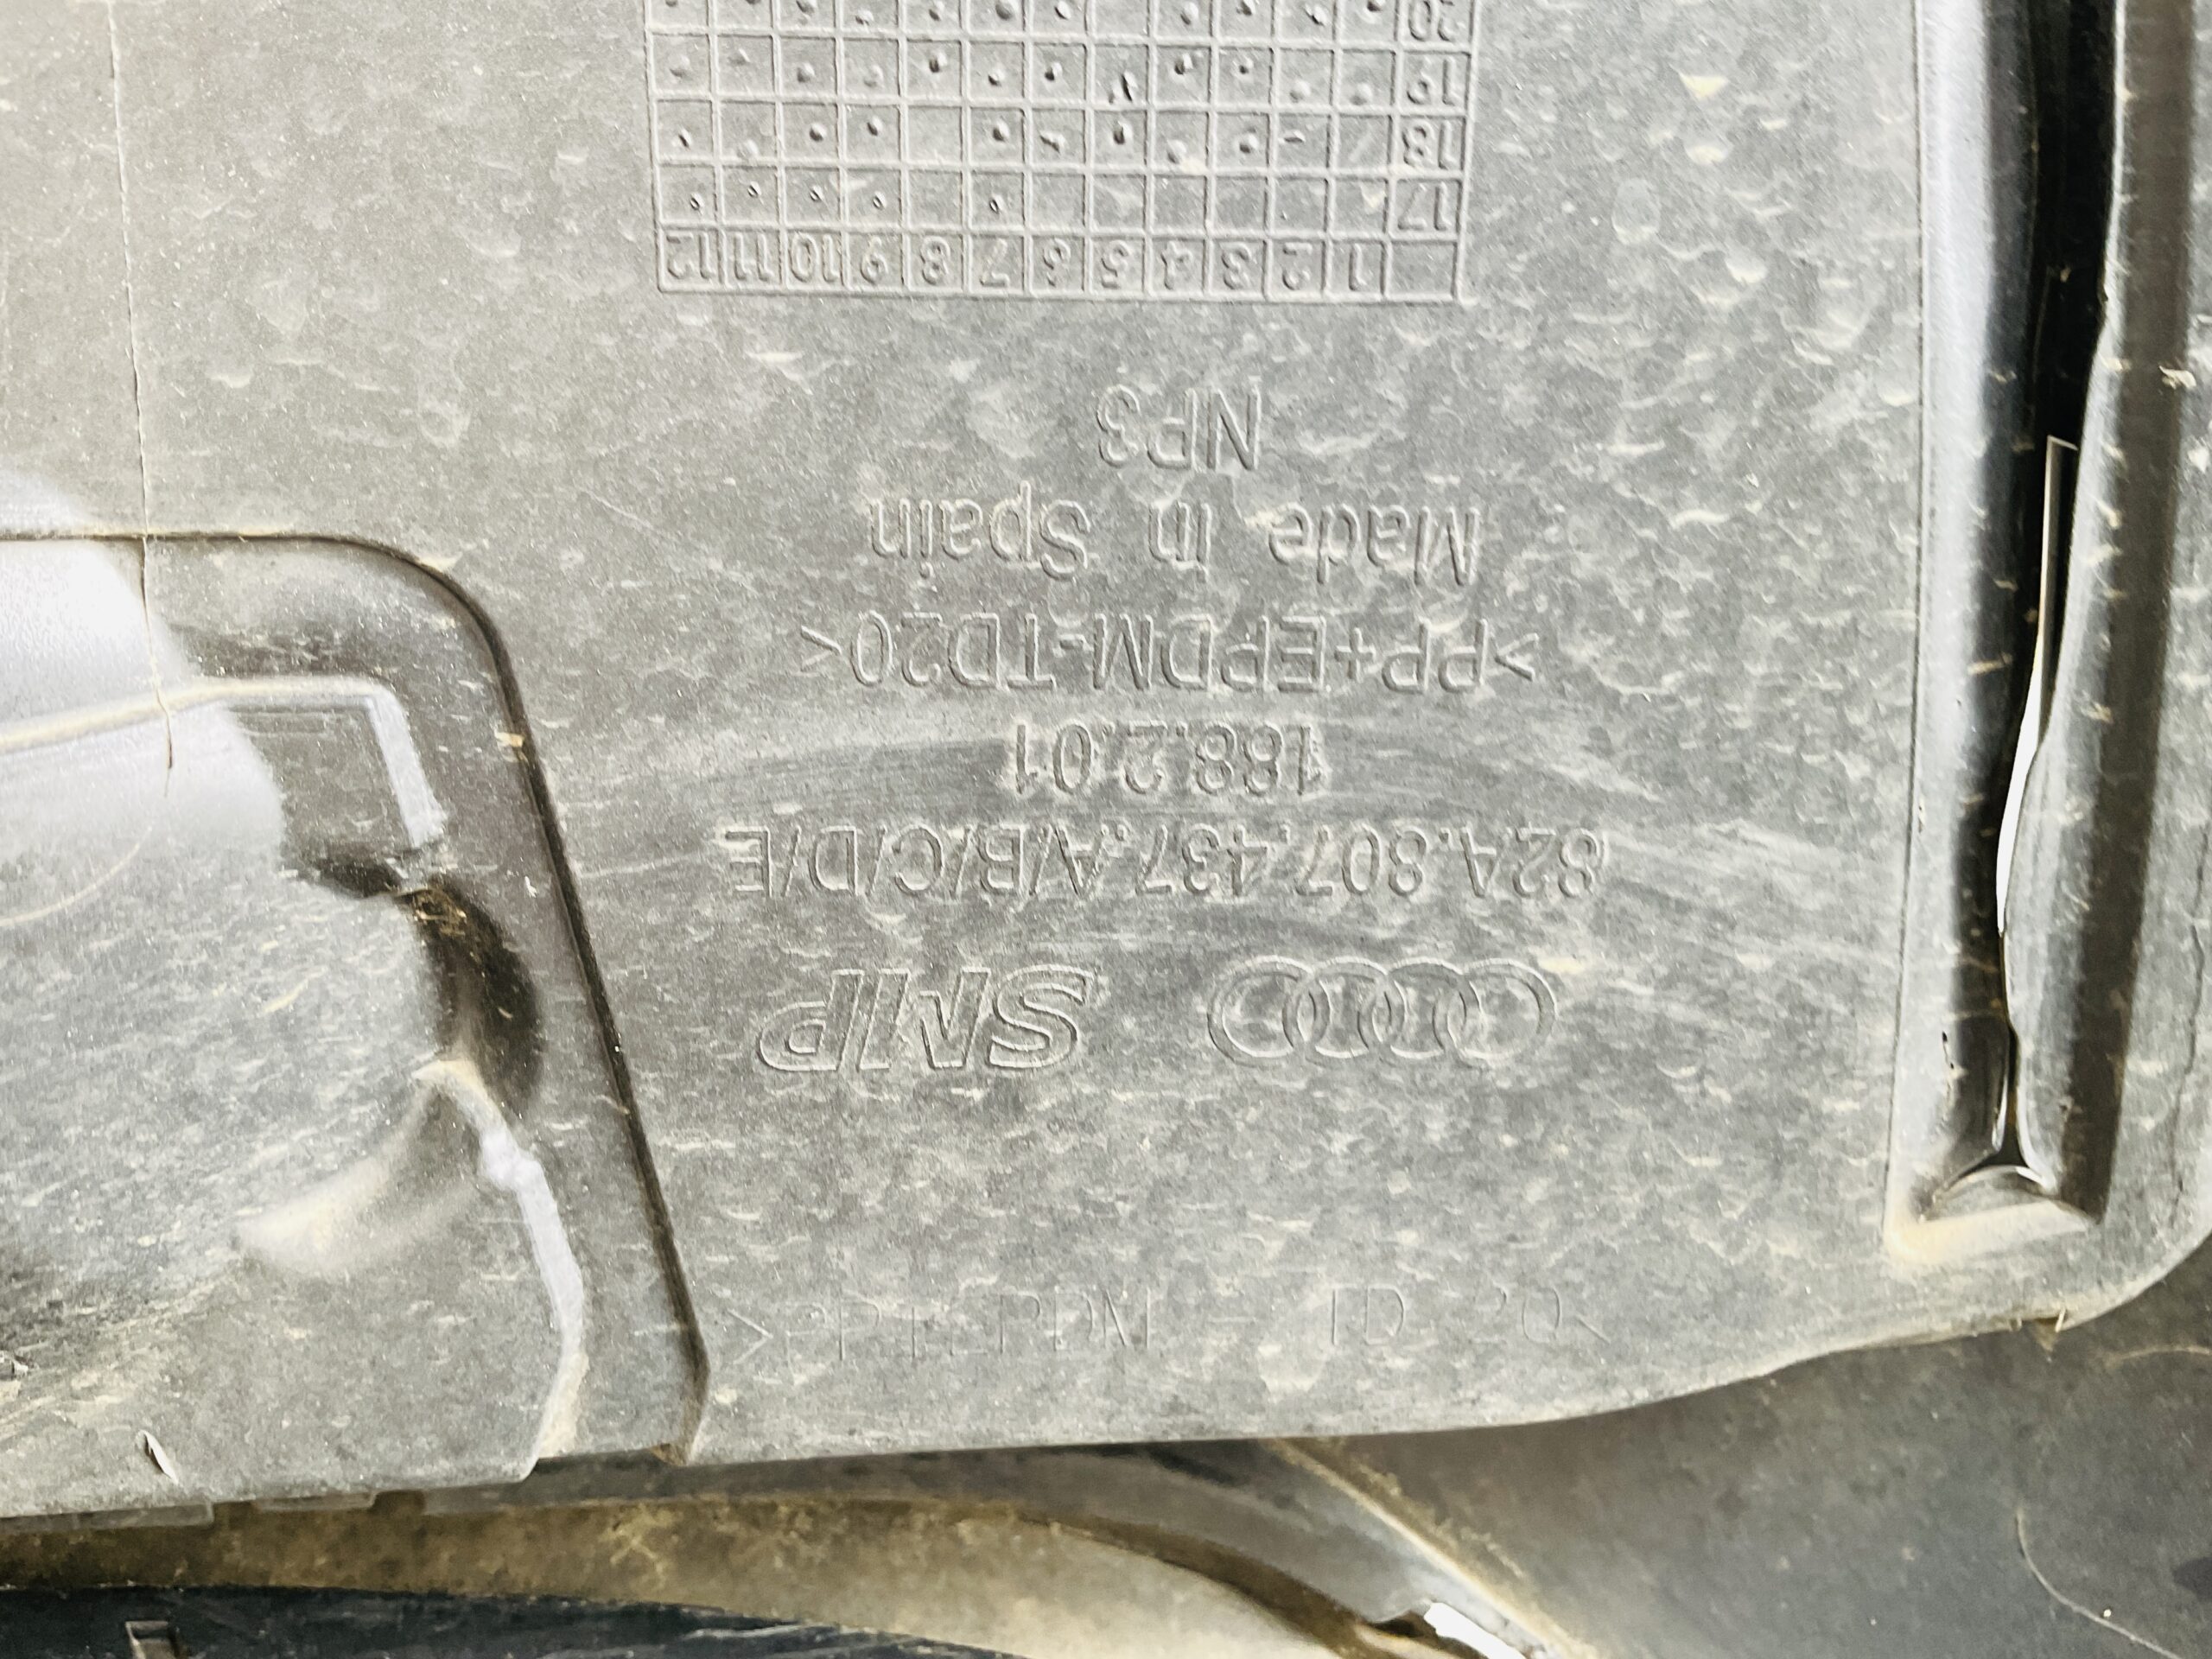 SMP
82A.807.437.A/B/C/D/E
188.2.01
>PP+EPDM-TD20<
Made in Spain
NP3
1 2 3 4 5 6 7 8 9 10 11 12
17
18
19
20